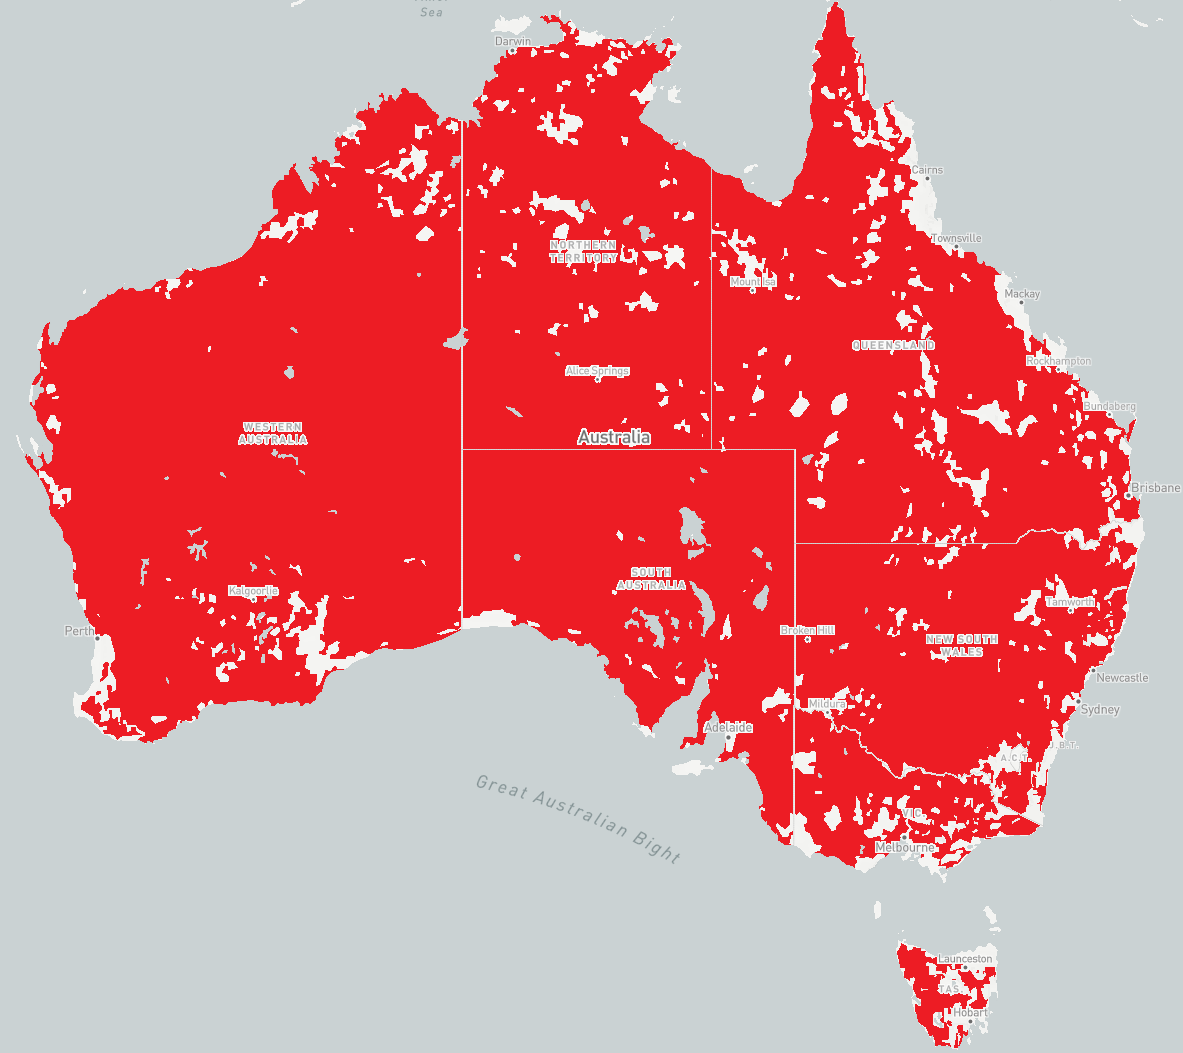 Sea
Darwin
Cairns
Townsville
NORTHERN
TERRITORY
Mount Isa
Mackay
QUEENSLAND
Rockhampton
Alice Springs
Bundaberg
WESTERN
AUSTRALIA
Australia
Brisbane
SOUTH
AUSTRALIA
Kalgoorlie
Tamworth
Perth
Broken Hill
NEW SOUTH
WALES
Newcastle
Mildura
Sydney
Adelaide
J.B.T.
A.C.T.
Great Australian Bight
VIC.
Melbourne
Launceston
TAS.
Hobart